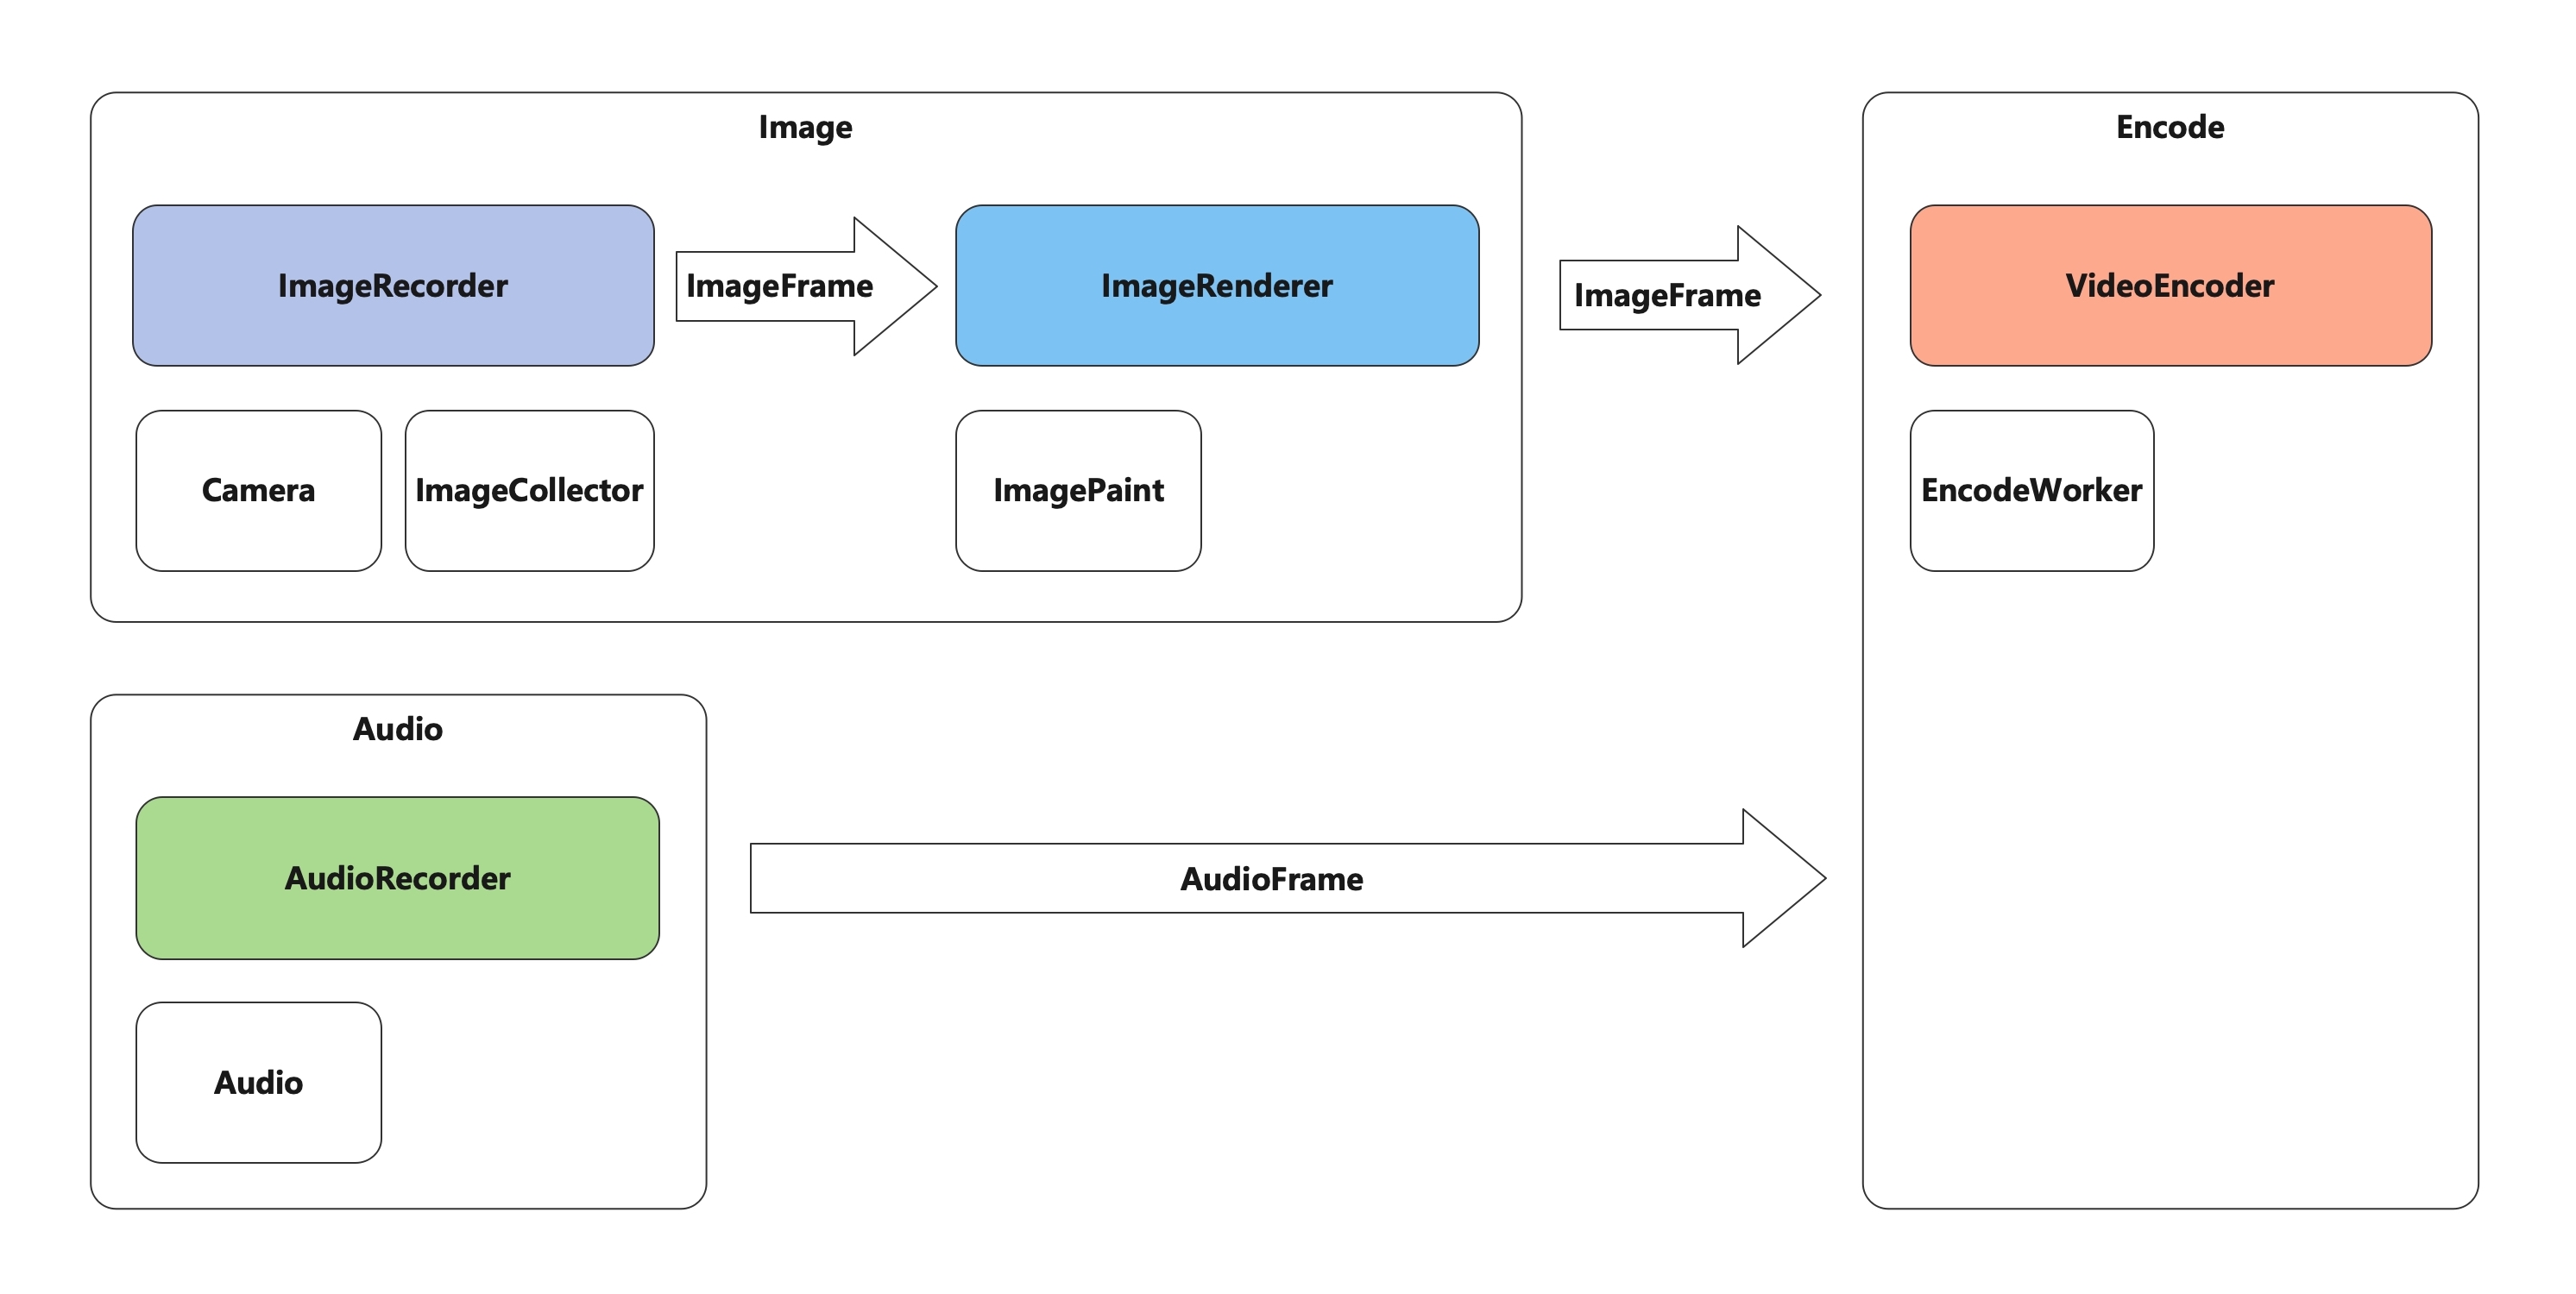 Image
ImageRecorder
ImageFrame
ImageRenderer
Camera
ImageCollector
ImagePaint
ImageFrame
Encode
VideoEncoder
EncodeWorker
Audio
AudioRecorder
Audio
AudioFrame